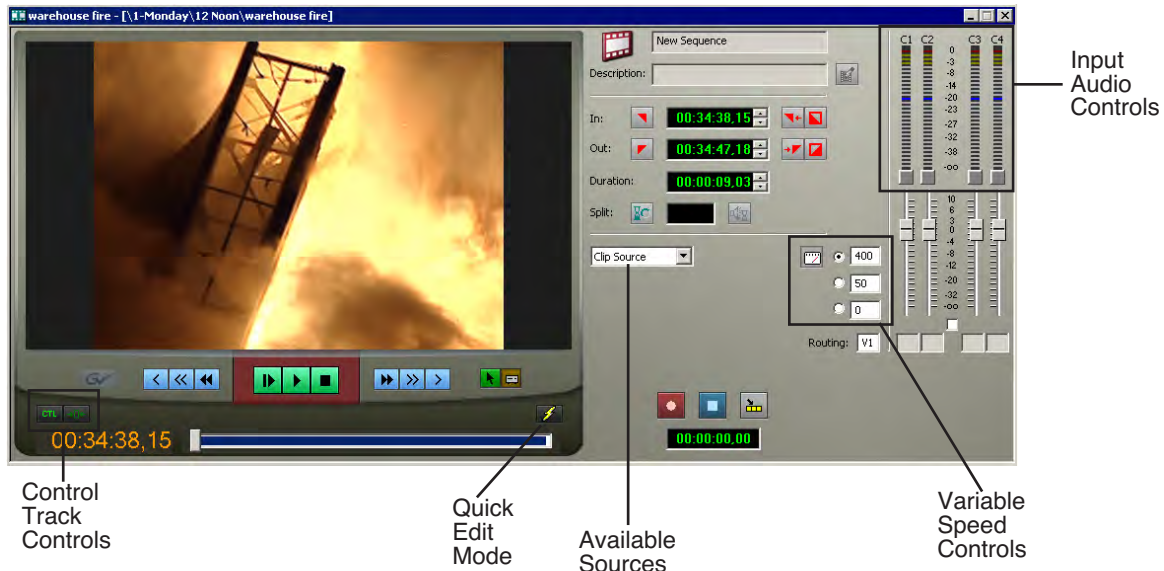 warehouse fire - [\1-Monday\12 Noon\warehouse fire]
New Sequence
Description:
In: 00:34:38,15
Out: 00:34:47,18
Duration: 00:00:09,03
Split:
Clip Source
400
50
0
Routing: V1
C1 C2 C3 C4
0
-3
-8
-14
-20
-23
-27
-32
-38
-oo
10
6
3
0
-4
-8
-12
-20
-32
-oo
GV
CTL
00:34:38,15
00:00:00,00
Input
Audio
Controls
Control
Track
Controls
Quick
Edit
Mode
Available
Sources
Variable
Speed
Controls